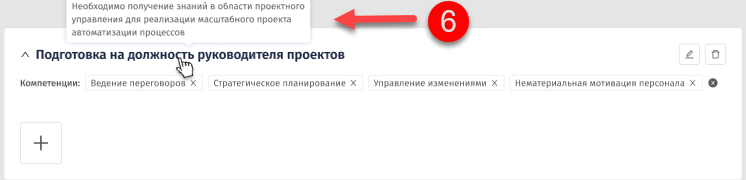 Необходимо получение знаний в области проектного
управления для реализации масштабного проекта
автоматизации процессов
6
Подготовка на должность руководителя проектов
Компетенции: Ведение переговоров × Стратегическое планирование × Управление изменениями × Нематериальная мотивация персонала ×